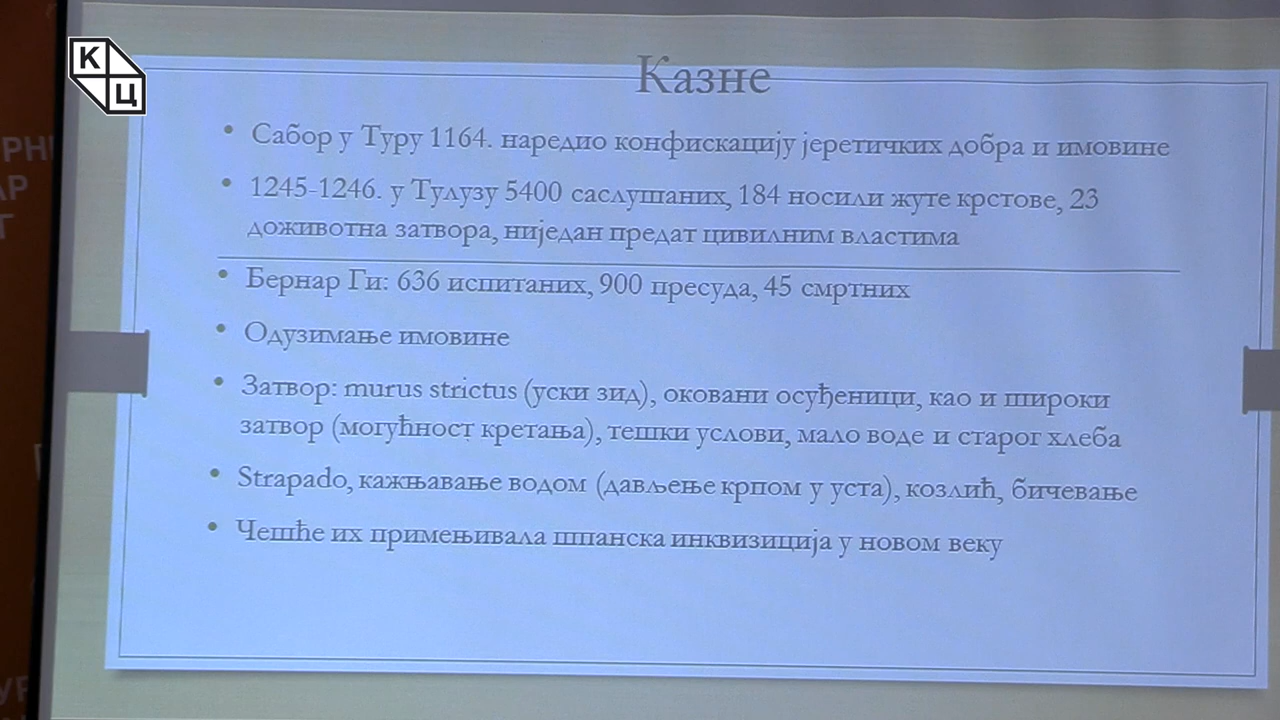 К
Ц
Казне
• Сабор у Туру 1164. наредио конфискацију јеретичких добра и имовине
• 1245-1246. у Тулузу 5400 саслушаних, 184 носили жуте крстове, 23
доживотна затвора, ниједан предат цивилним властима
• Бернар Ги: 636 испитаних, 900 пресуда, 45 смртних
• Одузимање имовине
• Затвор: murus strictus (уски зид), оковани осуђеници, као и широки
затвор (могућност кретања), тешки услови, мало воде и старог хлеба
• Strapado, кажњавање водом (дављење крпом у уста), козлић, бичевање
• Чешће их примењивала шпанска инквизиција у новом веку